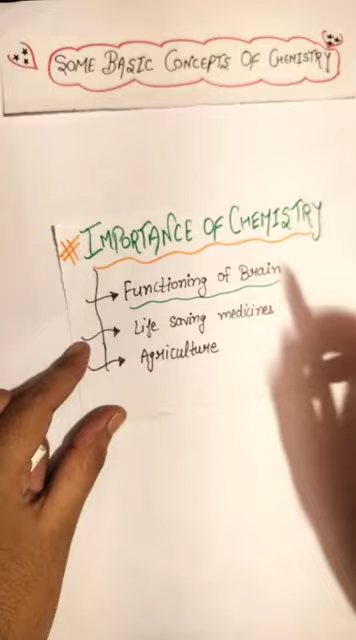 SOME BASIC CONCEPTS OF CHEMISTRY
IMPORTANCE OF CHEMISTRY
Functioning of Brain
Life saving medicines
Agriculture